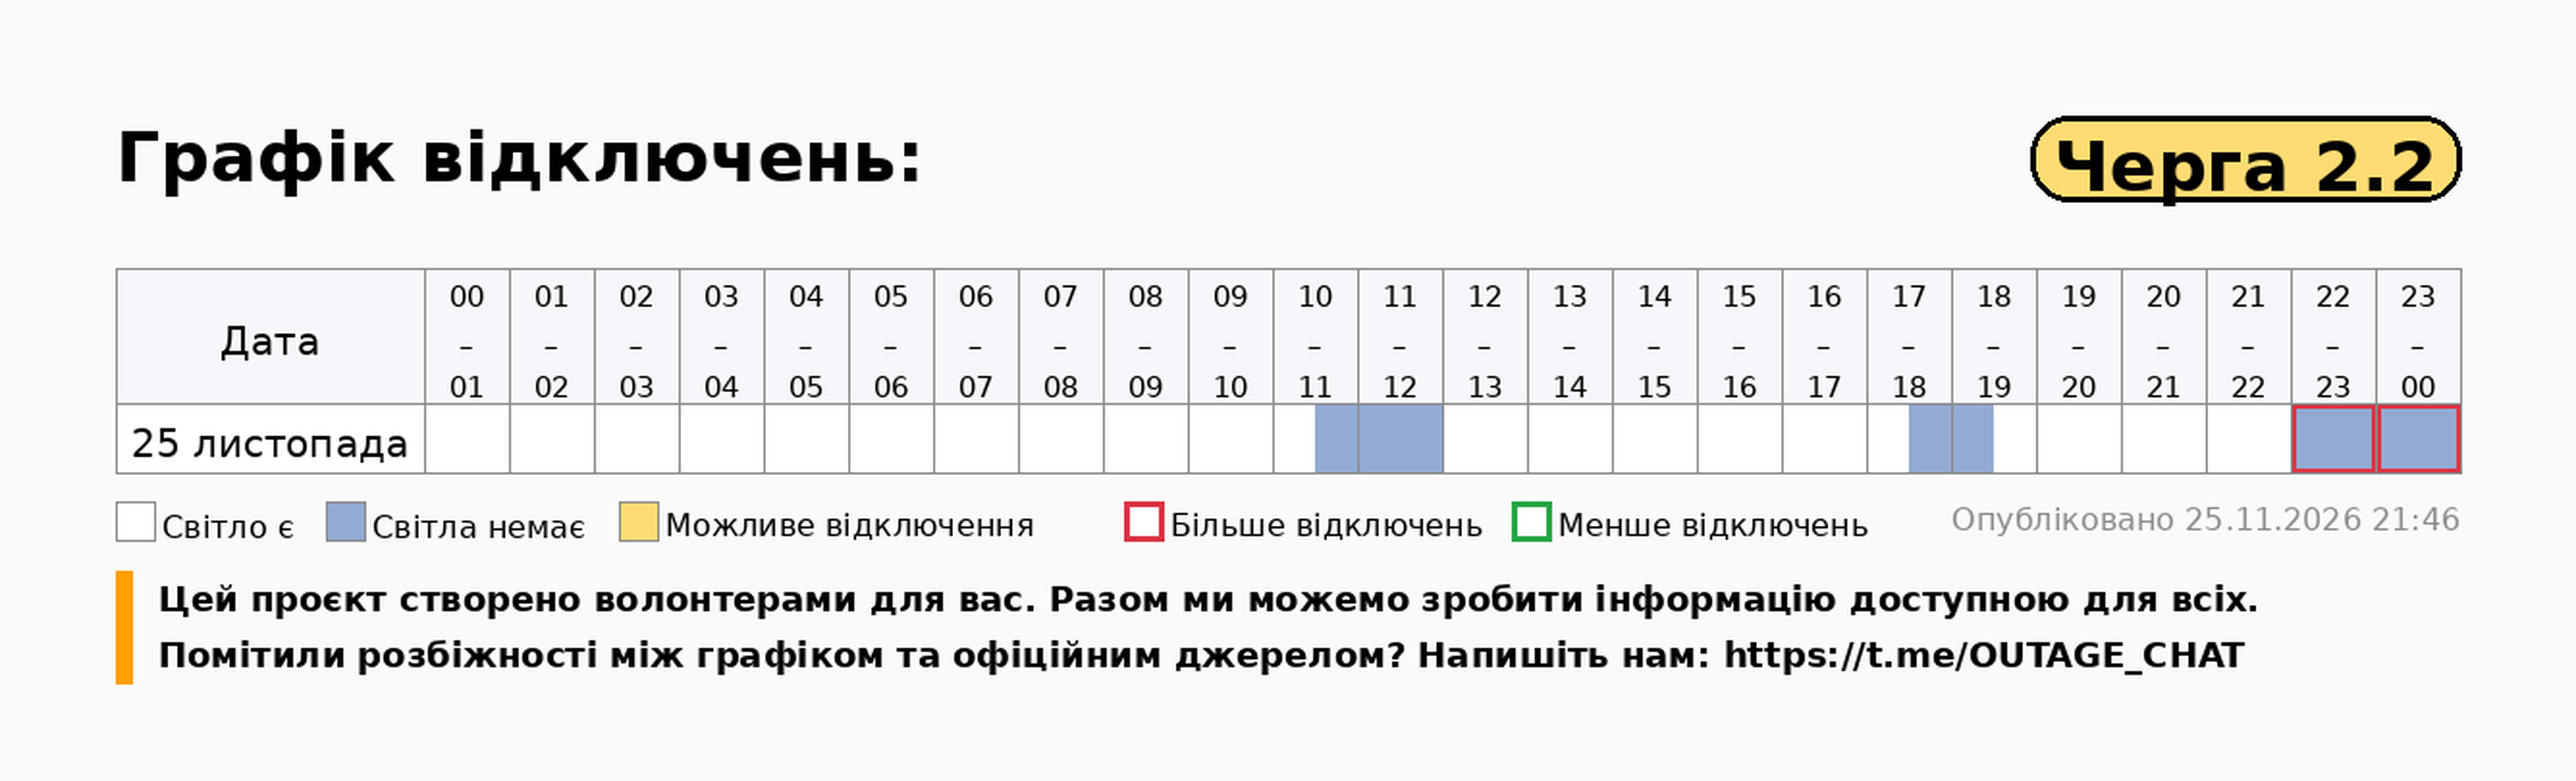 Графік відключень:
Черга 2.2
Дата
00 – 01
01 – 02
02 – 03
03 – 04
04 – 05
05 – 06
06 – 07
07 – 08
08 – 09
09 – 10
10 – 11
11 – 12
12 – 13
13 – 14
14 – 15
15 – 16
16 – 17
17 – 18
18 – 19
19 – 20
20 – 21
21 – 22
22 – 23
23 – 00
25 листопада
Світло є
Світла немає
Можливе відключення
Більше відключень
Менше відключень
Опубліковано 25.11.2026 21:46
Цей проєкт створено волонтерами для вас. Разом ми можемо зробити інформацію доступною для всіх.
Помітили розбіжності між графіком та офіційним джерелом? Напишіть нам: https://t.me/OUTAGE_CHAT